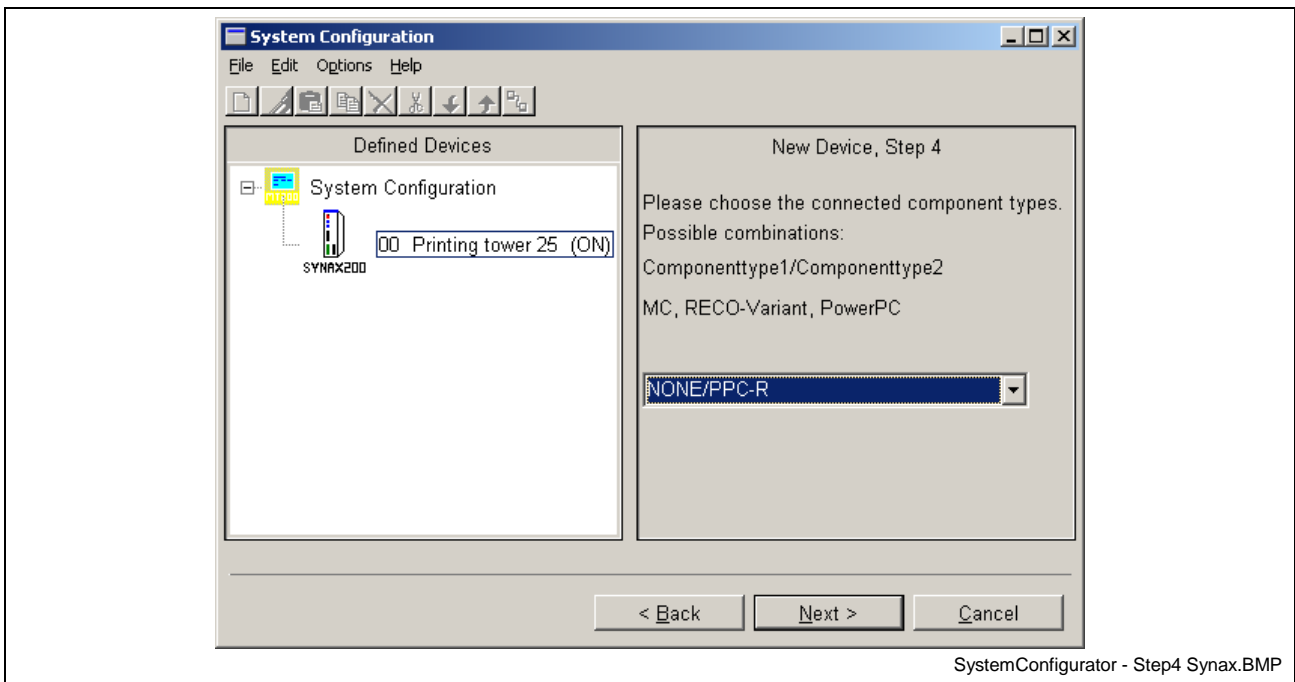 System Configuration
File Edit Options Help
Defined Devices
System Configuration
00 Printing tower 25 (ON)
SYNAX200
New Device, Step 4
Please choose the connected component types.
Possible combinations:
Componenttype1/Componenttype2
MC, RECO-Variant, PowerPC
NONE/PPC-R
< Back Next > Cancel
SystemConfigurator - Step4 Synax.BMP